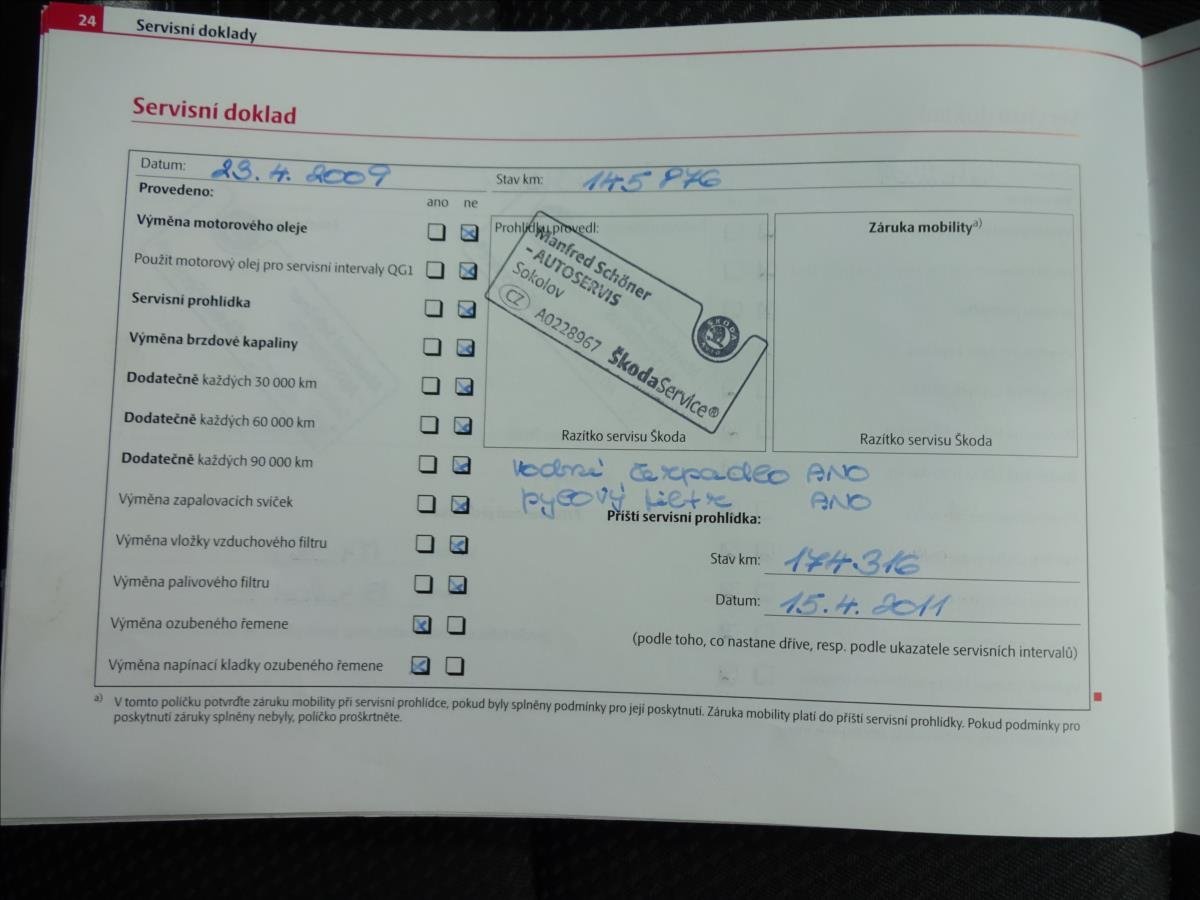 24 Servisní doklady
Servisní doklad
Datum: 23. 4. 2009
Stav km: 145 876
Provedeno:
ano ne
Výměna motorového oleje
Použit motorový olej pro servisní intervaly QG1
Servisní prohlídka
Výměna brzdové kapaliny
Dodatečně každých 30 000 km
Dodatečně každých 60 000 km
Dodatečně každých 90 000 km
Výměna zapalovacích svíček
Výměna vložky vzduchového filtru
Výměna palivového filtru
Výměna ozubeného řemene
Výměna napínací kladky ozubeného řemene
Prohlídku provedl:
Manfred Schöner
- AUTOSERVIS
Sokolov
CZ A0228967 ŠkodaService®
ŠKODA
AUTO
Razítko servisu Škoda
Záruka mobility a)
Razítko servisu Škoda
vodní čerpadlo ANO
pylový filtr ANO
Příští servisní prohlídka:
Stav km: 174.316
Datum: 15. 4. 2011
(podle toho, co nastane dříve, resp. podle ukazatele servisních intervalů)
a) V tomto políčku potvrďte záruku mobility při servisní prohlídce, pokud byly splněny podmínky pro její poskytnutí. Záruka mobility platí do příští servisní prohlídky. Pokud podmínky pro
poskytnutí záruky splněny nebyly, políčko proškrtněte.